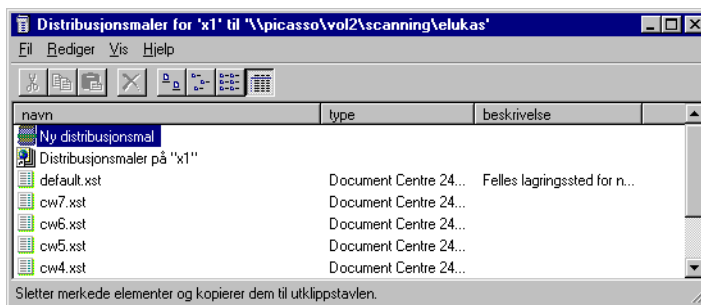 Distribusjonsmaler for 'x1' til '\\picasso\vol2\scanning\elukas'
Fil Rediger Vis Hjelp
navn type beskrivelse
Ny distribusjonsmal
Distribusjonsmaler på "x1"
default.xst Document Centre 24... Felles lagringssted for n...
cw7.xst Document Centre 24...
cw6.xst Document Centre 24...
cw5.xst Document Centre 24...
cw4.xst Document Centre 24...
Sletter merkede elementer og kopierer dem til utklippstavlen.